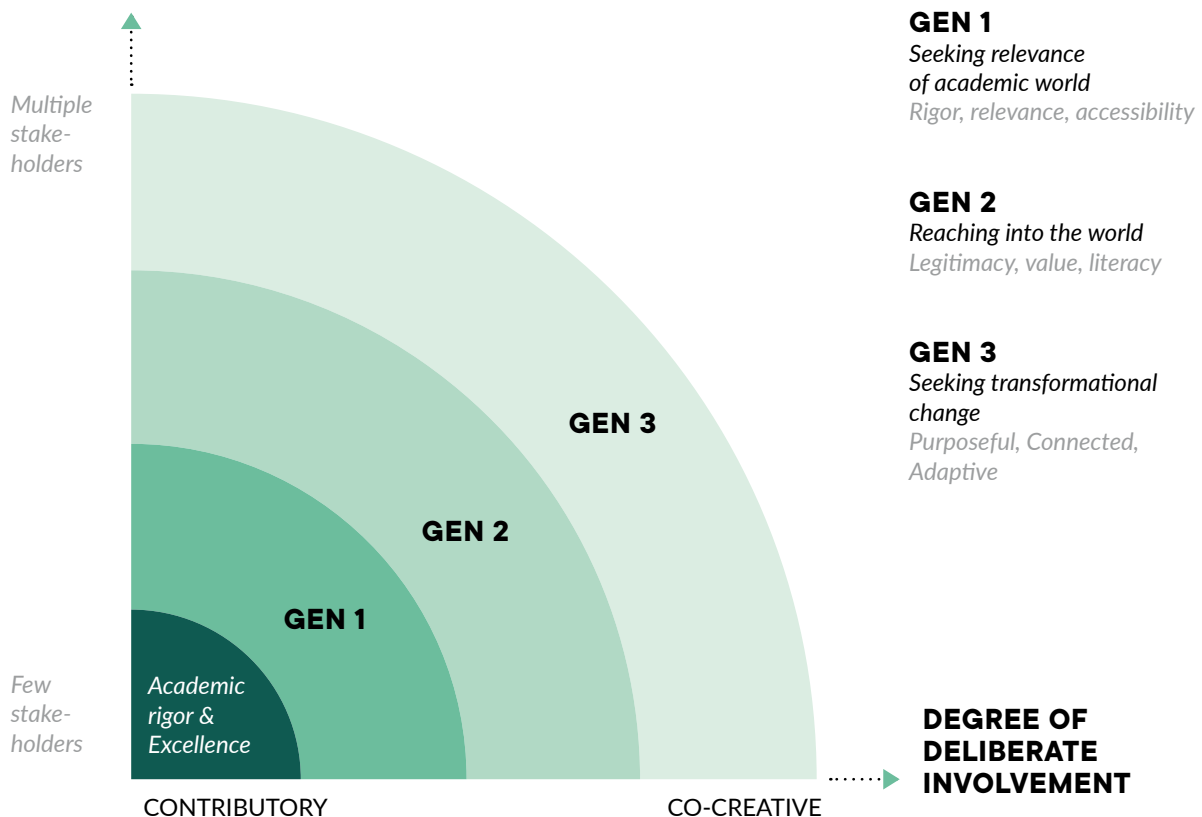 GEN 1
Seeking relevance
of academic world
Rigor, relevance, accessibility
GEN 2
Reaching into the world
Legitimacy, value, literacy
GEN 3
Seeking transformational
change
Purposeful, Connected,
Adaptive
Multiple
stake-
holders
GEN 3
GEN 2
GEN 1
Few
stake-
holders
Academic
rigor &
Excellence
DEGREE OF
DELIBERATE
INVOLVEMENT
CONTRIBUTORY
CO-CREATIVE